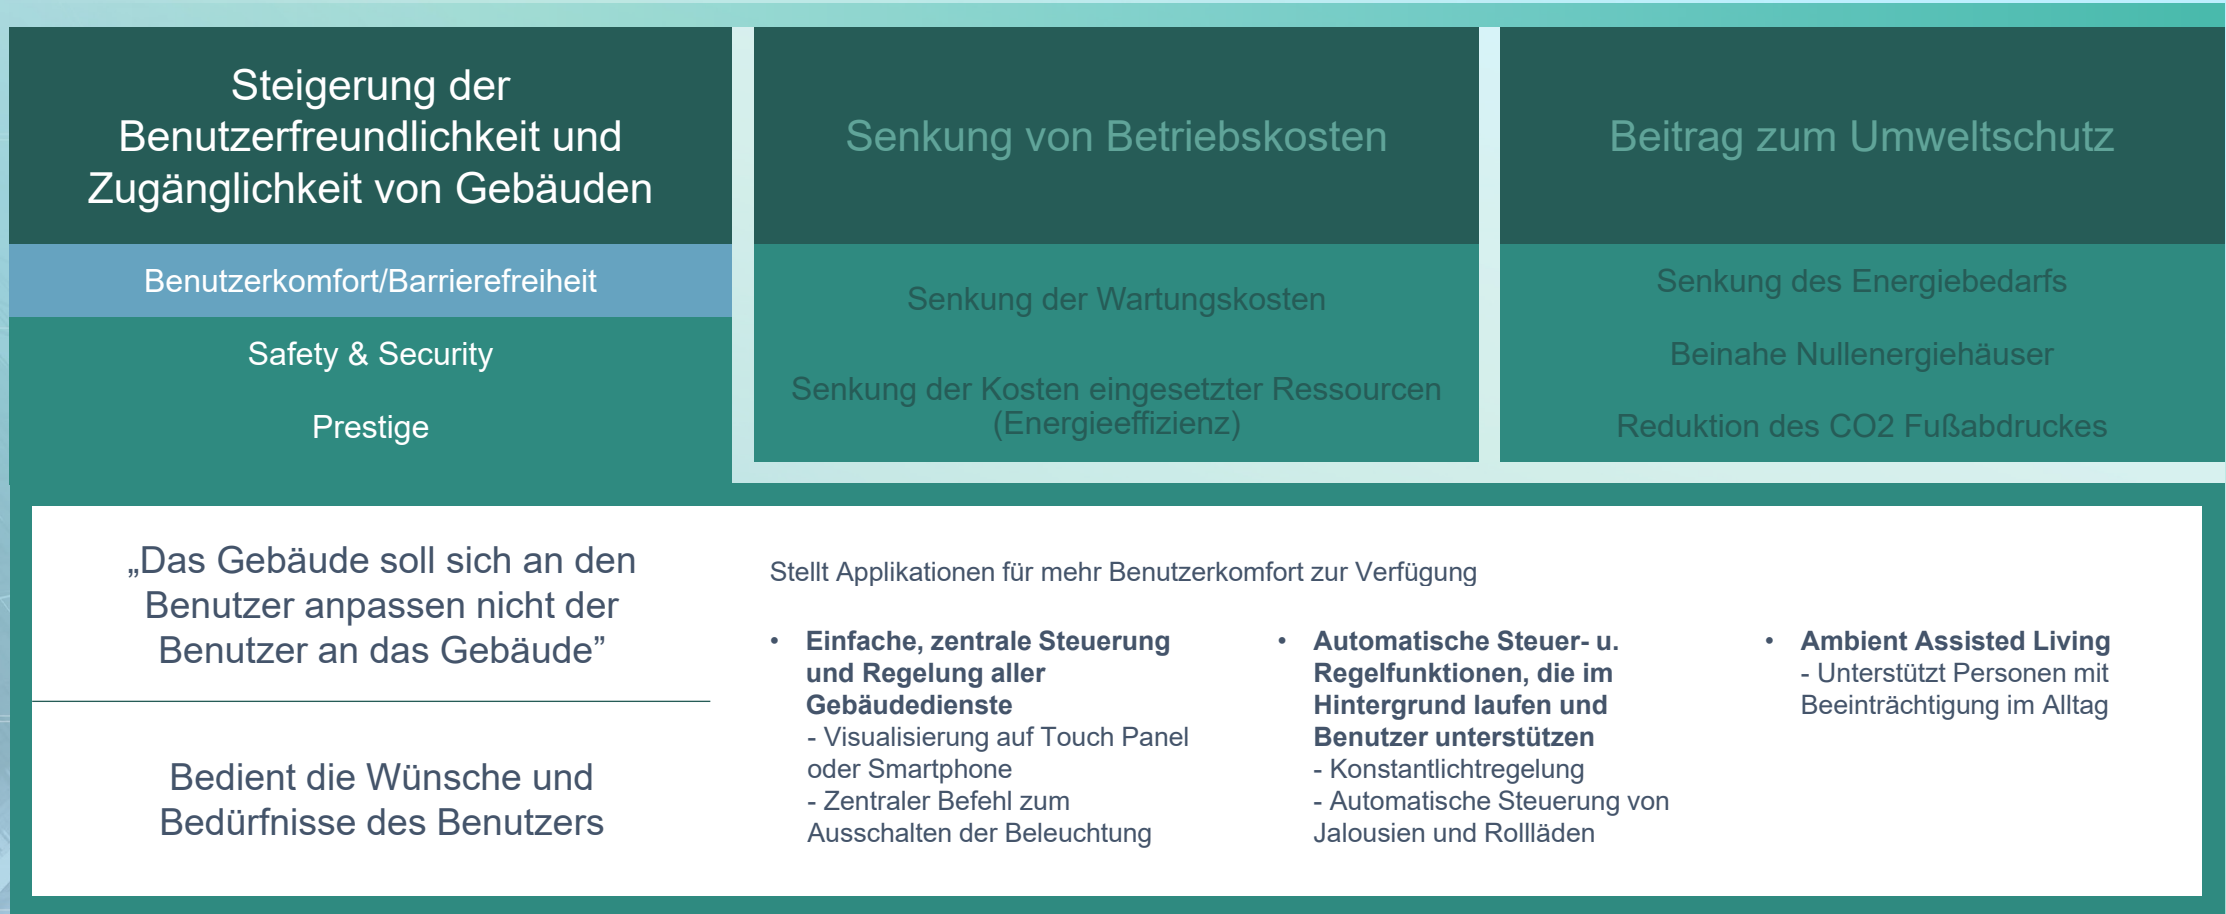 Steigerung der
Benutzerfreundlichkeit und
Zugänglichkeit von Gebäuden
Benutzerkomfort/Barrierefreiheit
Safety & Security
Prestige
Senkung von Betriebskosten
Senkung der Wartungskosten
Senkung der Kosten eingesetzter Ressourcen
(Energieeffizienz)
Beitrag zum Umweltschutz
Senkung des Energiebedarfs
Beinahe Nullenergiehäuser
Reduktion des CO2 Fußabdruckes
„Das Gebäude soll sich an den
Benutzer anpassen nicht der
Benutzer an das Gebäude”
Bedient die Wünsche und
Bedürfnisse des Benutzers
Stellt Applikationen für mehr Benutzerkomfort zur Verfügung
• Einfache, zentrale Steuerung
und Regelung aller
Gebäudedienste
- Visualisierung auf Touch Panel
oder Smartphone
- Zentraler Befehl zum
Ausschalten der Beleuchtung
• Automatische Steuer- u.
Regelfunktionen, die im
Hintergrund laufen und
Benutzer unterstützen
- Konstantlichtregelung
- Automatische Steuerung von
Jalousien und Rollläden
• Ambient Assisted Living
- Unterstützt Personen mit
Beeinträchtigung im Alltag